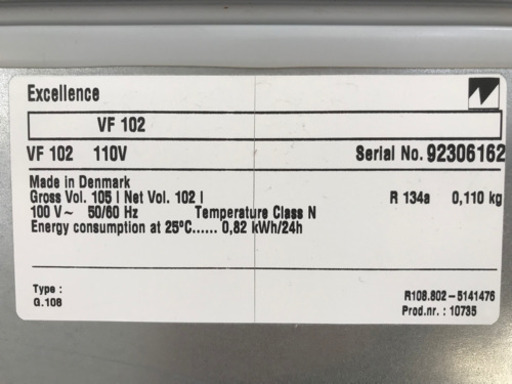 Excellence
VF 102
VF 102 110V Serial No. 92306162
Made in Denmark
Gross Vol. 105 l Net Vol. 102 l R 134a 0,110 kg
100 V~ 50/60 Hz Temperature Class N
Energy consumption at 25ºC...... 0,82 kWh/24h
Type :
G.108 R108.802-5141476
Prod.nr. : 10735